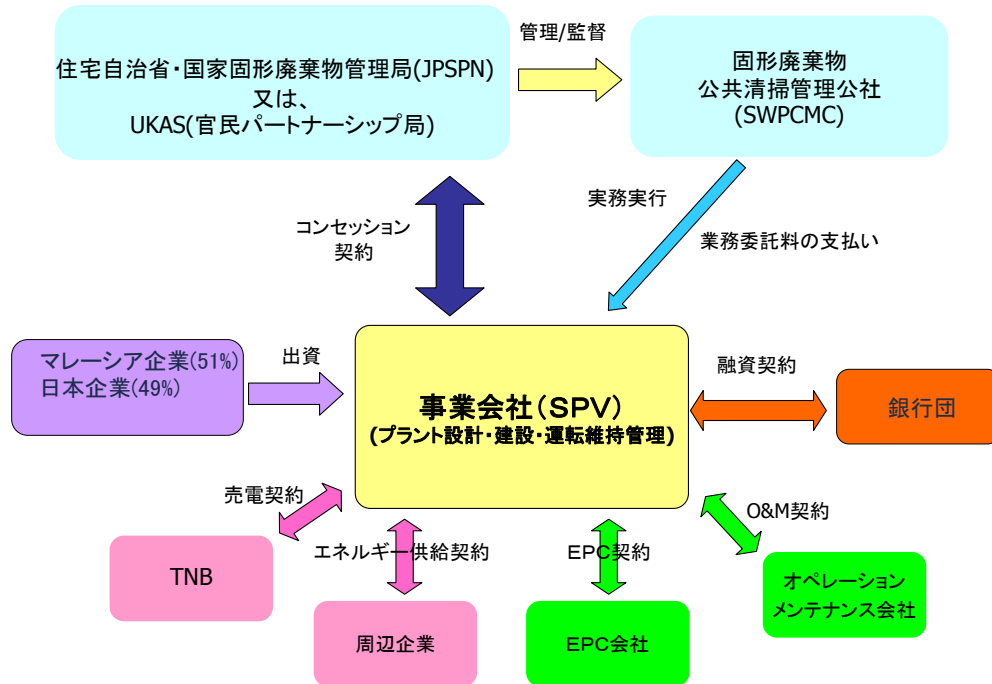 管理/監督
住宅自治省・国家固形廃棄物管理局(JPSPN)
又は、
UKAS(官民パートナーシップ局)
固形廃棄物
公共清掃管理公社
(SWPCMC)
コンセッション
契約
実務実行
業務委託料の支払い
マレーシア企業(51%)
日本企業(49%)
出資
事業会社(SPV)
(プラント設計・建設・運転維持管理)
融資契約
銀行団
売電契約
エネルギー供給契約
EPC契約
O&M契約
TNB
周辺企業
EPC会社
オペレーション
メンテナンス会社